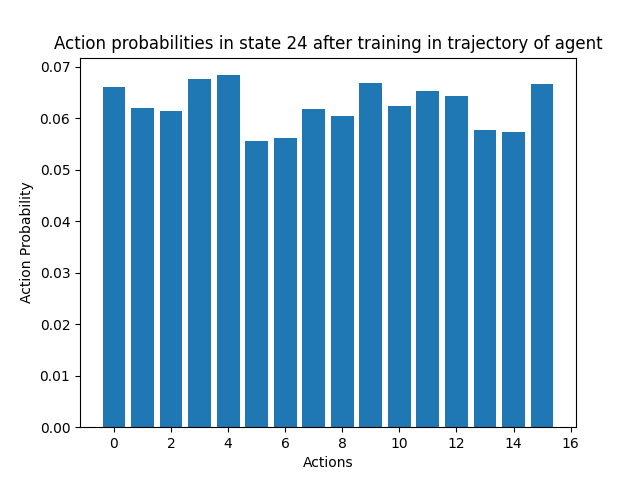 Action probabilities in state 24 after training in trajectory of agent
0.07
0.06
0.05
0.04
0.03
0.02
0.01
0.00
Action Probability
0 2 4 6 8 10 12 14 16
Actions